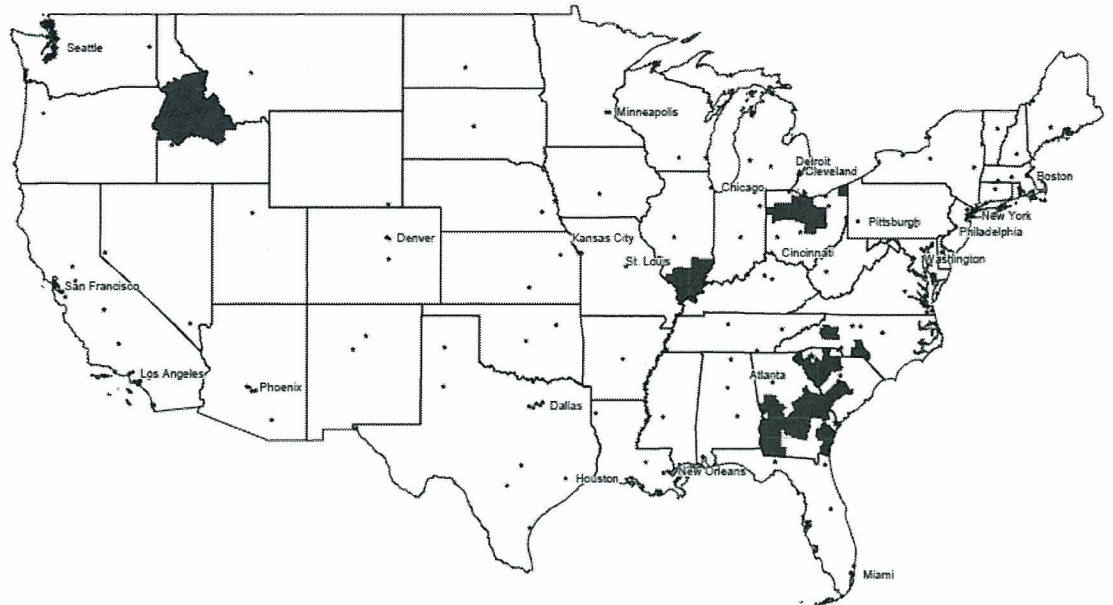 Seattle
Minneapolis
Detroit
Cleveland
Boston
Chicago
New York
Pittsburgh
Philadelphia
Denver
Kansas City
Cincinnati
Washington
St. Louis
San Francisco
Los Angeles
Atlanta
Phoenix
Dallas
New Orleans
Houston
Miami